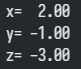 x=  2.00
y= -1.00
z= -3.00